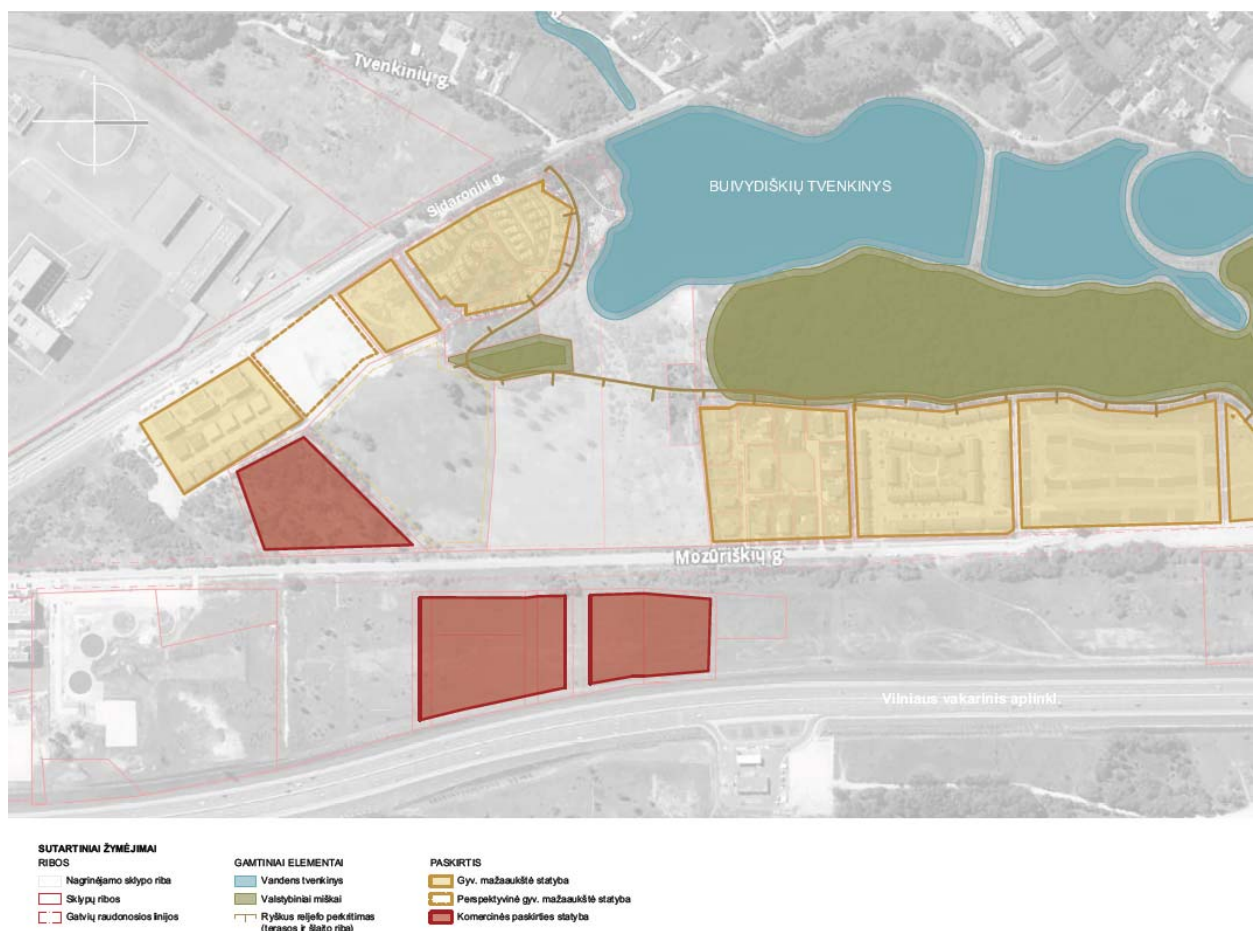 Tvenkinių g.
Sidaronių g.
BUIVYDIŠKIŲ TVENKINYS
Mozūriškių g.
Vilniaus vakarinis aplinkl.
SUTARTINIAI ŽYMĖJIMAI
RIBOS
Nagrinėjamo sklypo riba
Sklypų ribos
Gatvių raudonosios linijos
GAMTINIAI ELEMENTAI
Vandens tvenkinys
Valstybiniai miškai
Ryškus reljefo perkritimas
(terasos ir šlaito riba)
PASKIRTIS
Gyv. mažaaukštė statyba
Perspektyvinė gyv. mažaaukštė statyba
Komercinės paskirties statyba